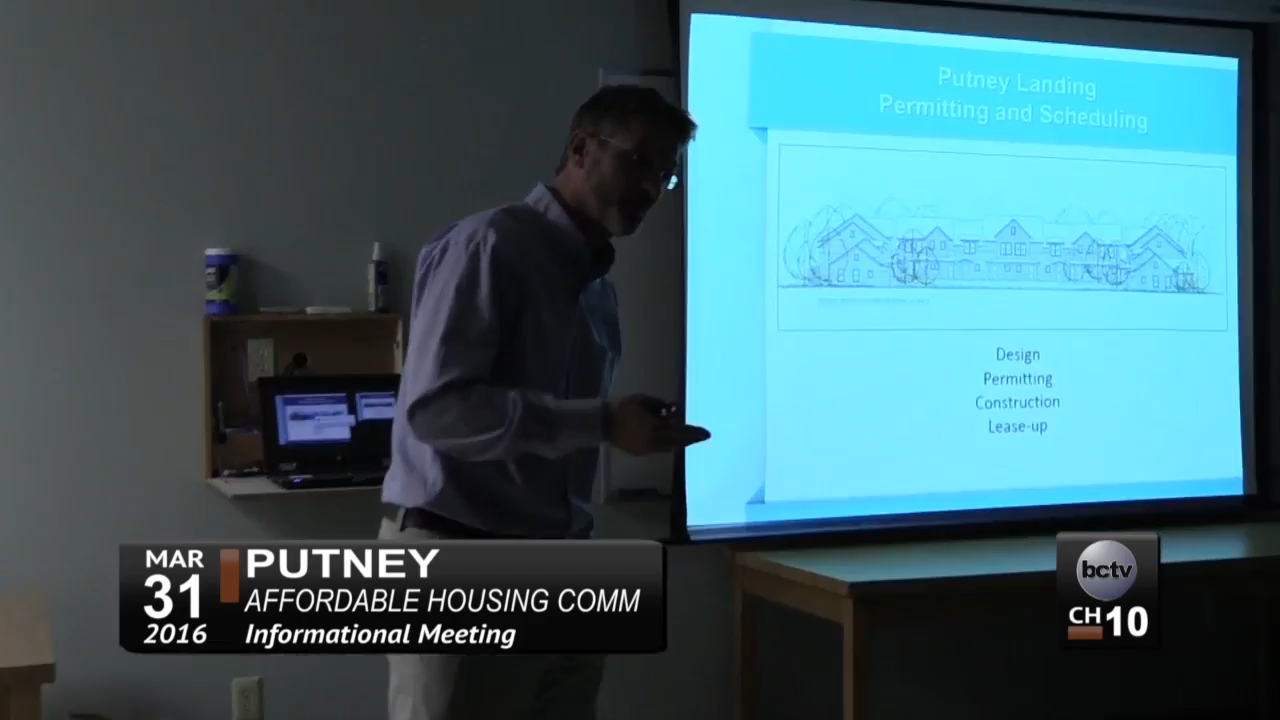 Putney Landing
Permitting and Scheduling
Design
Permitting
Construction
Lease-up
MAR
31
2016
PUTNEY
AFFORDABLE HOUSING COMM
Informational Meeting
bctv
CH 10